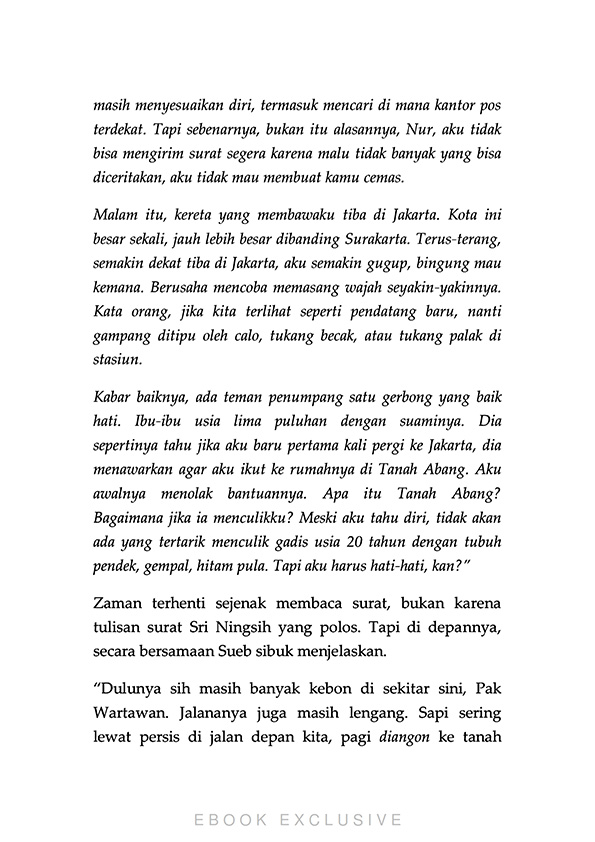 masih menyesuaikan diri, termasuk mencari di mana kantor pos
terdekat. Tapi sebenarnya, bukan itu alasannya, Nur, aku tidak
bisa mengirim surat segera karena malu tidak banyak yang bisa
diceritakan, aku tidak mau membuat kamu cemas.
Malam itu, kereta yang membawaku tiba di Jakarta. Kota ini
besar sekali, jauh lebih besar dibanding Surakarta. Terus-terang,
semakin dekat tiba di Jakarta, aku semakin gugup, bingung mau
kemana. Berusaha mencoba memasang wajah seyakin-yakinnya.
Kata orang, jika kita terlihat seperti pendatang baru, nanti
gampang ditipu oleh calo, tukang becak, atau tukang palak di
stasiun.
Kabar baiknya, ada teman penumpang satu gerbong yang baik
hati. Ibu-ibu usia lima puluhan dengan suaminya. Dia
sepertinya tahu jika aku baru pertama kali pergi ke Jakarta, dia
menawarkan agar aku ikut ke rumahnya di Tanah Abang. Aku
awalnya menolak bantuannya. Apa itu Tanah Abang?
Bagaimana jika ia menculikku? Meski aku tahu diri, tidak akan
ada yang tertarik menculik gadis usia 20 tahun dengan tubuh
pendek, gempal, hitam pula. Tapi aku harus hati-hati, kan?”
Zaman terhenti sejenak membaca surat, bukan karena
tulisan surat Sri Ningsih yang polos. Tapi di depannya,
secara bersamaan Sueb sibuk menjelaskan.
“Dulunya sih masih banyak kebon di sekitar sini, Pak
Wartawan. Jalananya juga masih lengang. Sapi sering
lewat persis di jalan depan kita, pagi diangon ke tanah
EBOOK EXCLUSIVE